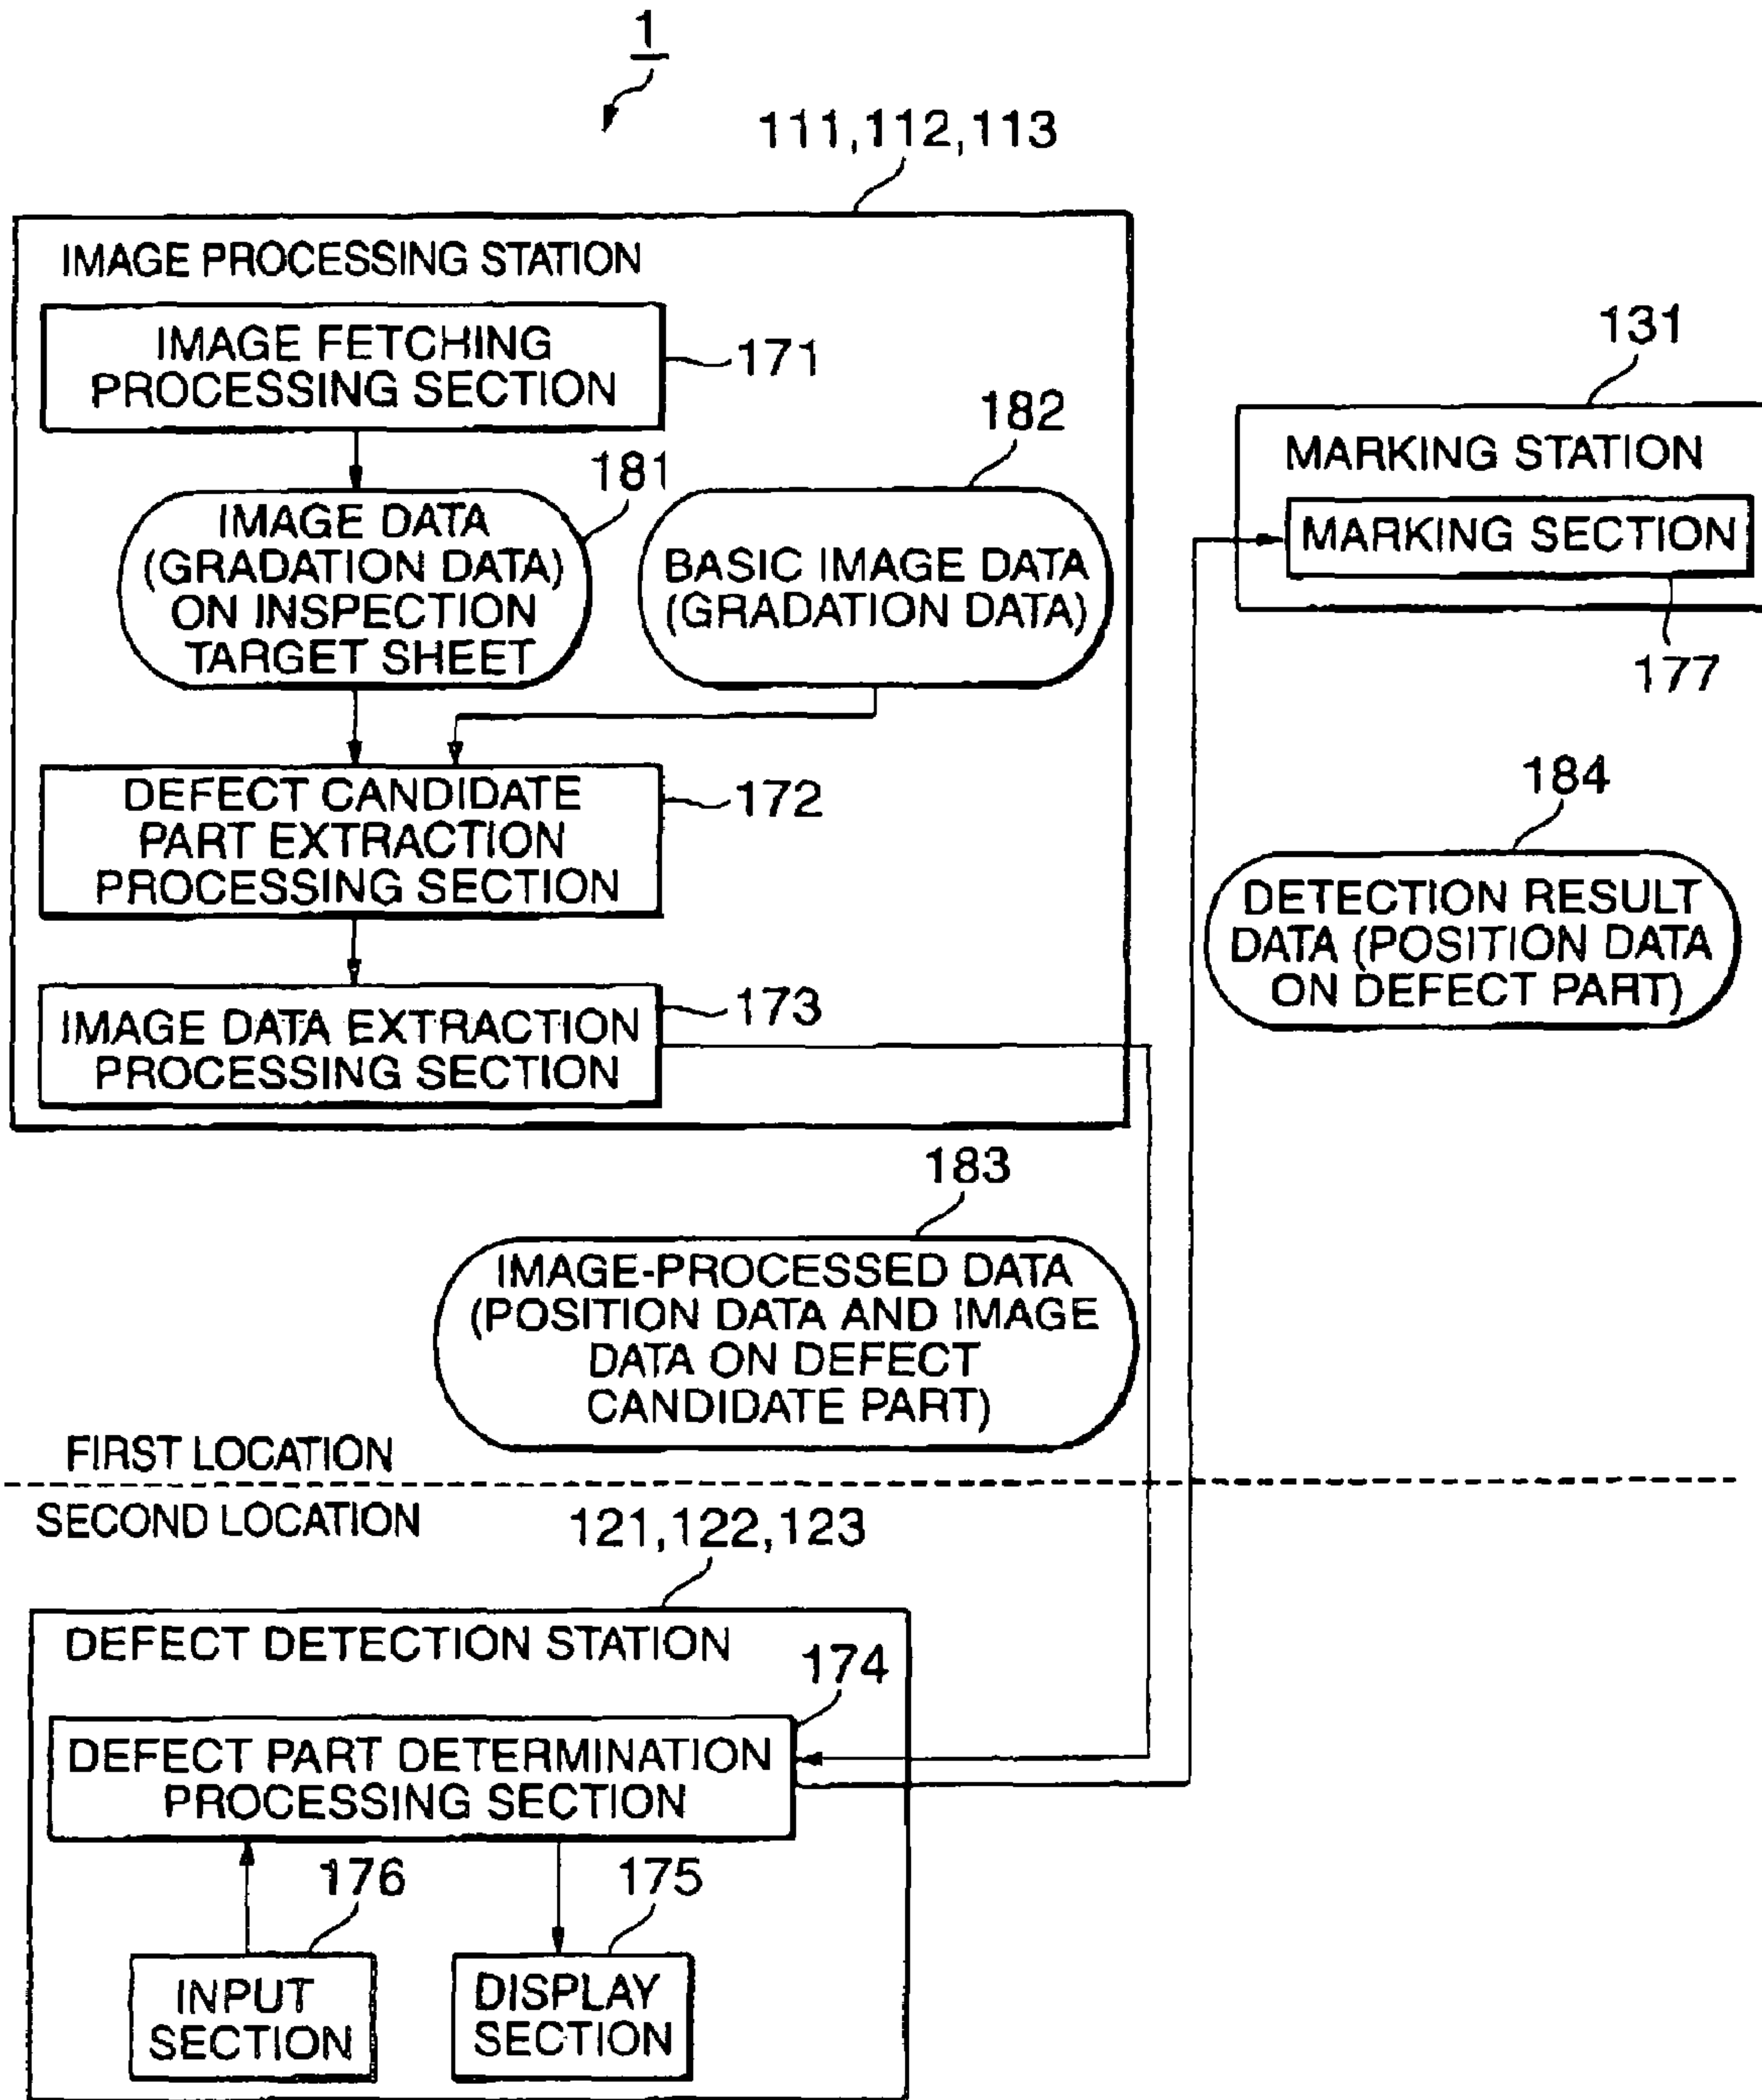 1
111,112,113
IMAGE PROCESSING STATION
IMAGE FETCHING
PROCESSING SECTION
171
181
IMAGE DATA
(GRADATION DATA)
ON INSPECTION
TARGET SHEET
182
BASIC IMAGE DATA
(GRADATION DATA)
DEFECT CANDIDATE
PART EXTRACTION
PROCESSING SECTION
172
IMAGE DATA EXTRACTION
PROCESSING SECTION
173
131
MARKING STATION
MARKING SECTION
177
184
DETECTION RESULT
DATA (POSITION DATA
ON DEFECT PART)
183
IMAGE-PROCESSED DATA
(POSITION DATA AND IMAGE
DATA ON DEFECT
CANDIDATE PART)
FIRST LOCATION
SECOND LOCATION
121,122,123
DEFECT DETECTION STATION
174
DEFECT PART DETERMINATION
PROCESSING SECTION
176
INPUT
SECTION
175
DISPLAY
SECTION